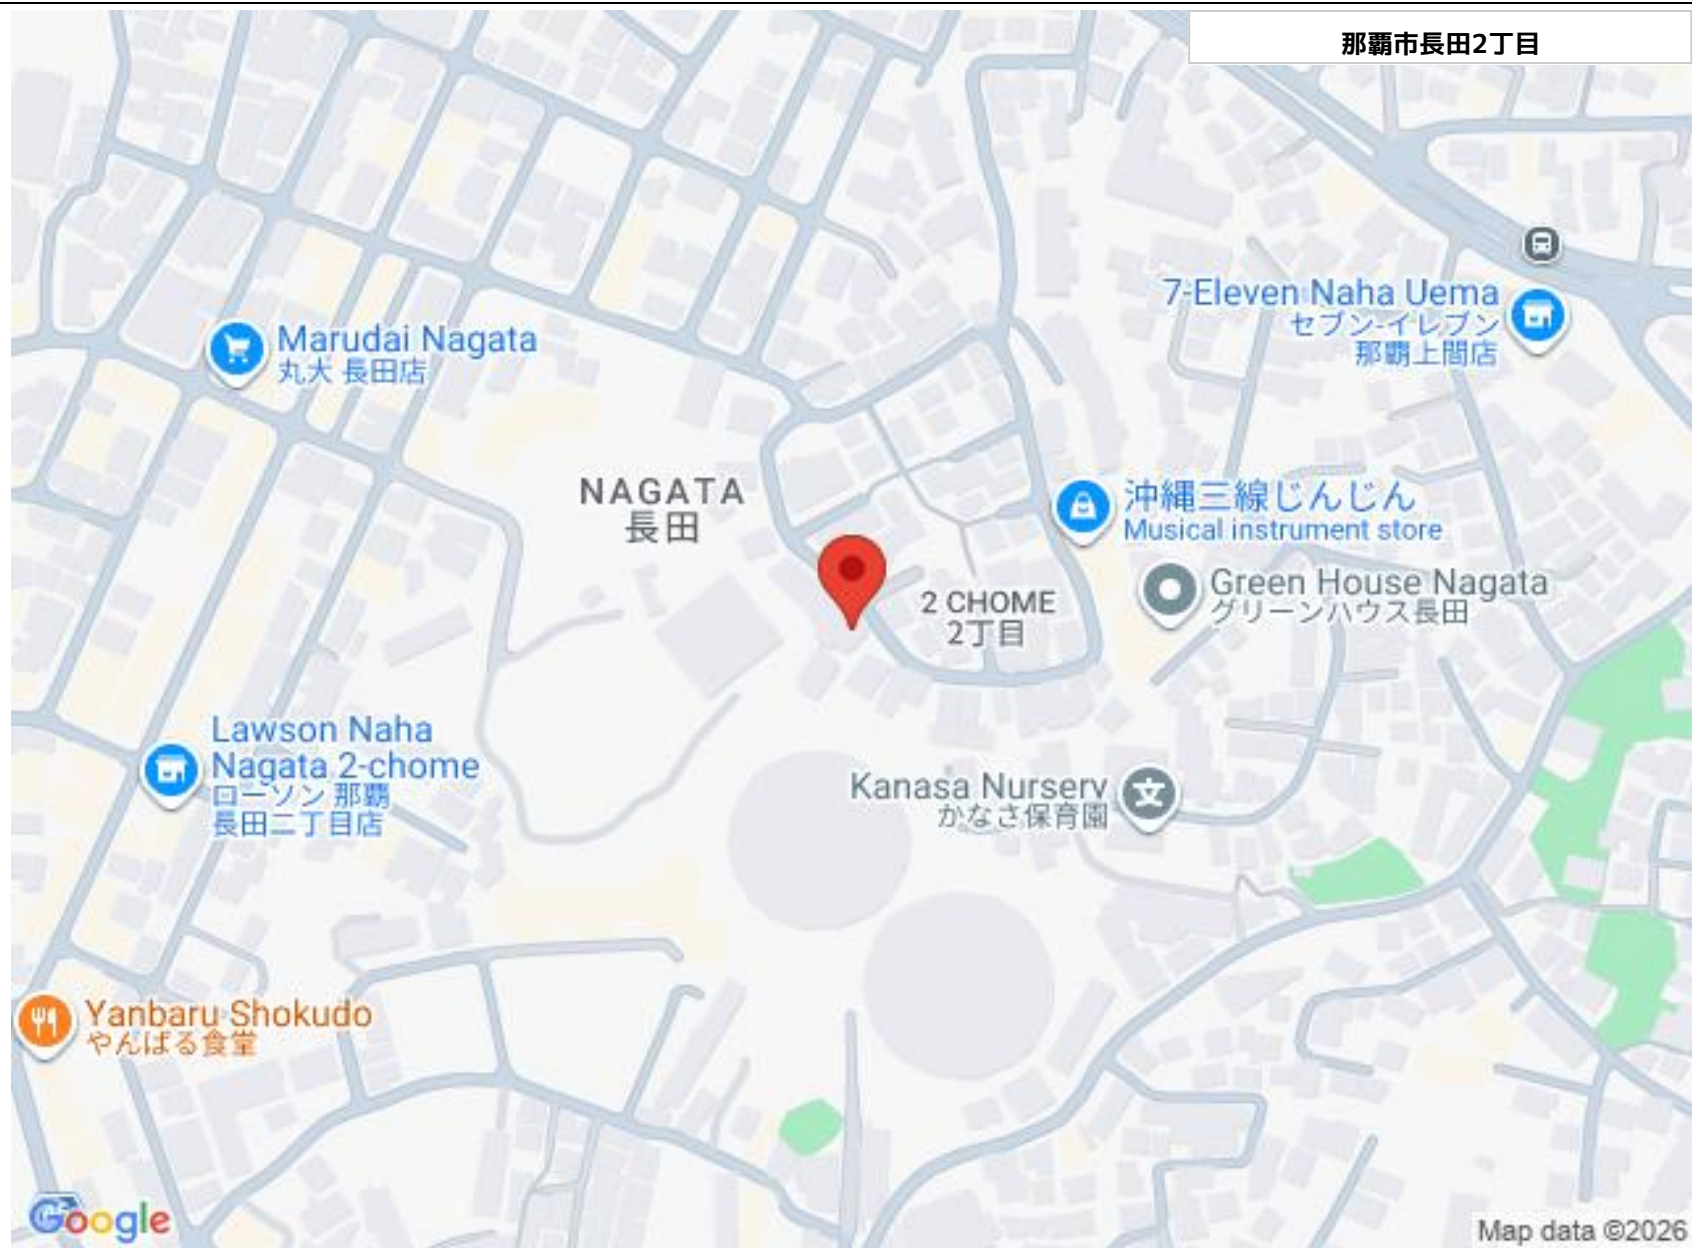 那覇市長田2丁目
7-Eleven Naha Uema
セブン-イレブン
那覇上間店
Marudai Nagata
丸大 長田店
NAGATA
長田
沖縄三線じんじん
Musical instrument store
Green House Nagata
グリーンハウス長田
2 CHOME
2丁目
Lawson Naha
Nagata 2-chome
ローソン 那覇
長田二丁目店
Kanasa Nursery
かなさ保育園
Yanbaru Shokudo
やんばる食堂
Google
Map data ©2026